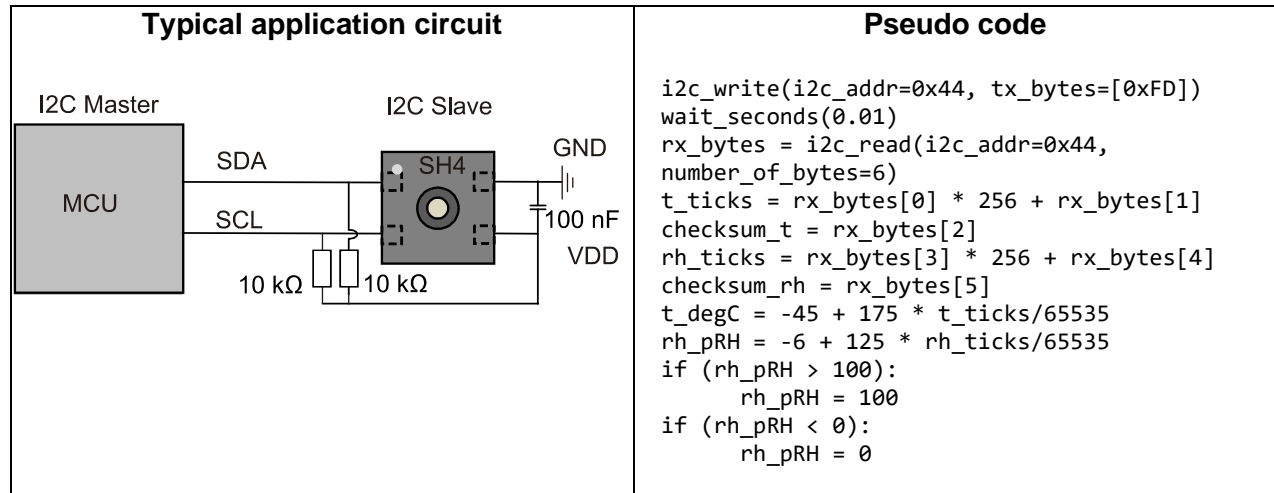 Typical application circuit
I2C Master
I2C Slave
MCU
SDA
SCL
SH4
GND
100 nF
VDD
10 kΩ
10 kΩ
Pseudo code
i2c_write(i2c_addr=0x44, tx_bytes=[0xFD])
wait_seconds(0.01)
rx_bytes = i2c_read(i2c_addr=0x44,
number_of_bytes=6)
t_ticks = rx_bytes[0] * 256 + rx_bytes[1]
checksum_t = rx_bytes[2]
rh_ticks = rx_bytes[3] * 256 + rx_bytes[4]
checksum_rh = rx_bytes[5]
t_degC = -45 + 175 * t_ticks/65535
rh_pRH = -6 + 125 * rh_ticks/65535
if (rh_pRH > 100):
rh_pRH = 100
if (rh_pRH < 0):
rh_pRH = 0